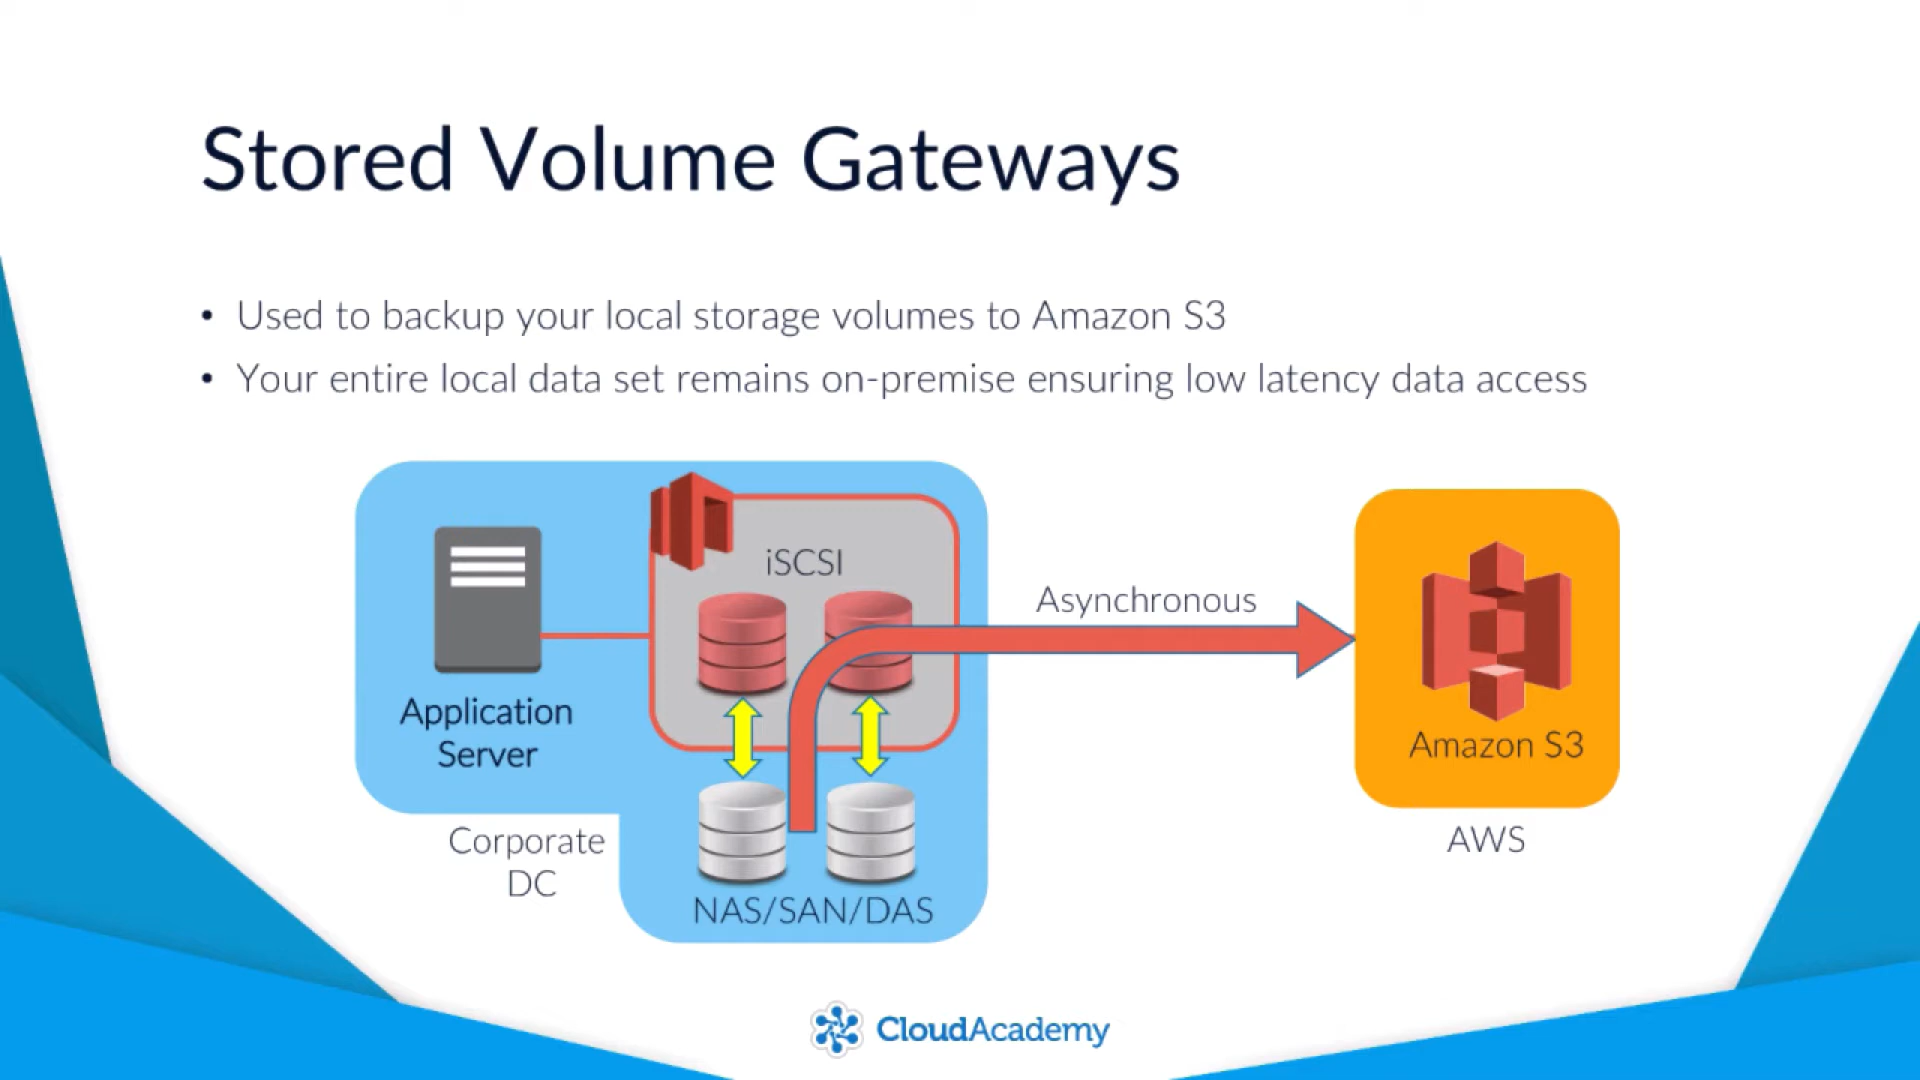 Stored Volume Gateways
• Used to backup your local storage volumes to Amazon S3
• Your entire local data set remains on-premise ensuring low latency data access
iSCSI
Asynchronous
Application
Server
Amazon S3
Corporate
DC
AWS
NAS/SAN/DAS
CloudAcademy